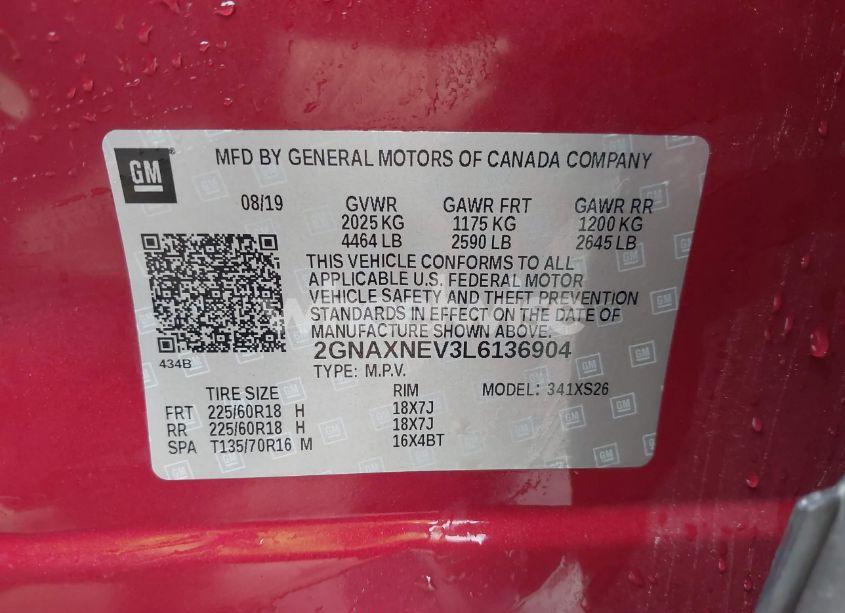 GM
MFD BY GENERAL MOTORS OF CANADA COMPANY
08/19 GVWR GAWR FRT GAWR RR
2025 KG 1175 KG 1200 KG
4464 LB 2590 LB 2645 LB
THIS VEHICLE CONFORMS TO ALL
APPLICABLE U.S. FEDERAL MOTOR
VEHICLE SAFETY AND THEFT PREVENTION
STANDARDS IN EFFECT ON THE DATE OF
MANUFACTURE SHOWN ABOVE.
2GNAXNEV3L6136904
434B
TYPE: M.P.V.
TIRE SIZE RIM MODEL: 341XS26
FRT 225/60R18 H 18X7J
RR 225/60R18 H 18X7J
SPA T135/70R16 M 16X4BT